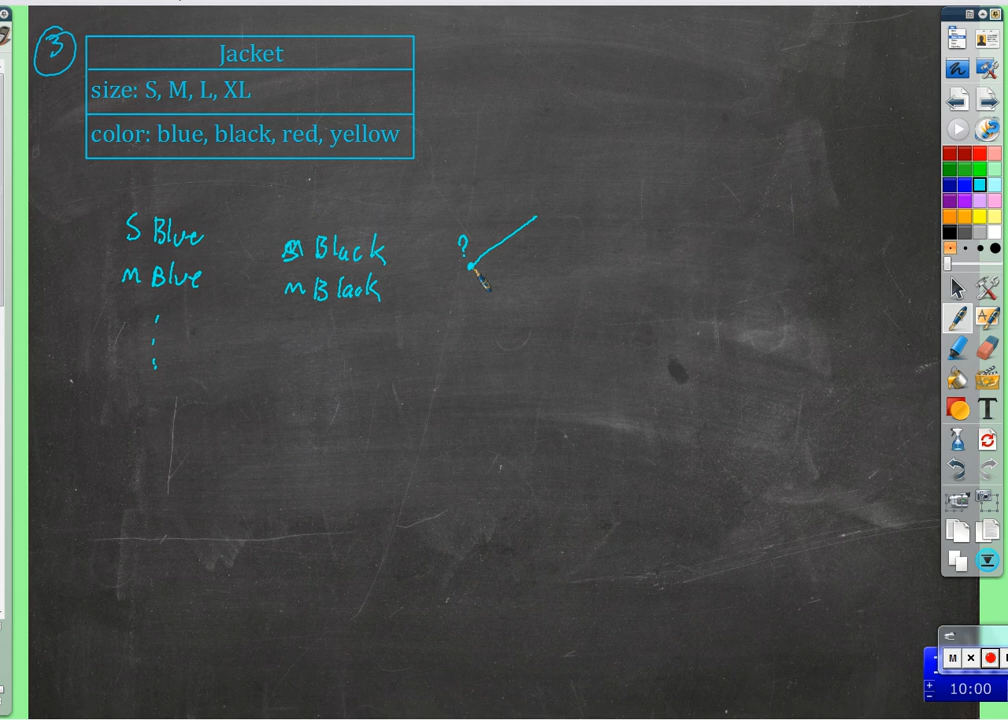 3
Jacket
size: S, M, L, XL
color: blue, black, red, yellow
S Blue
M Blue
Black
M Black
?
M
10:00